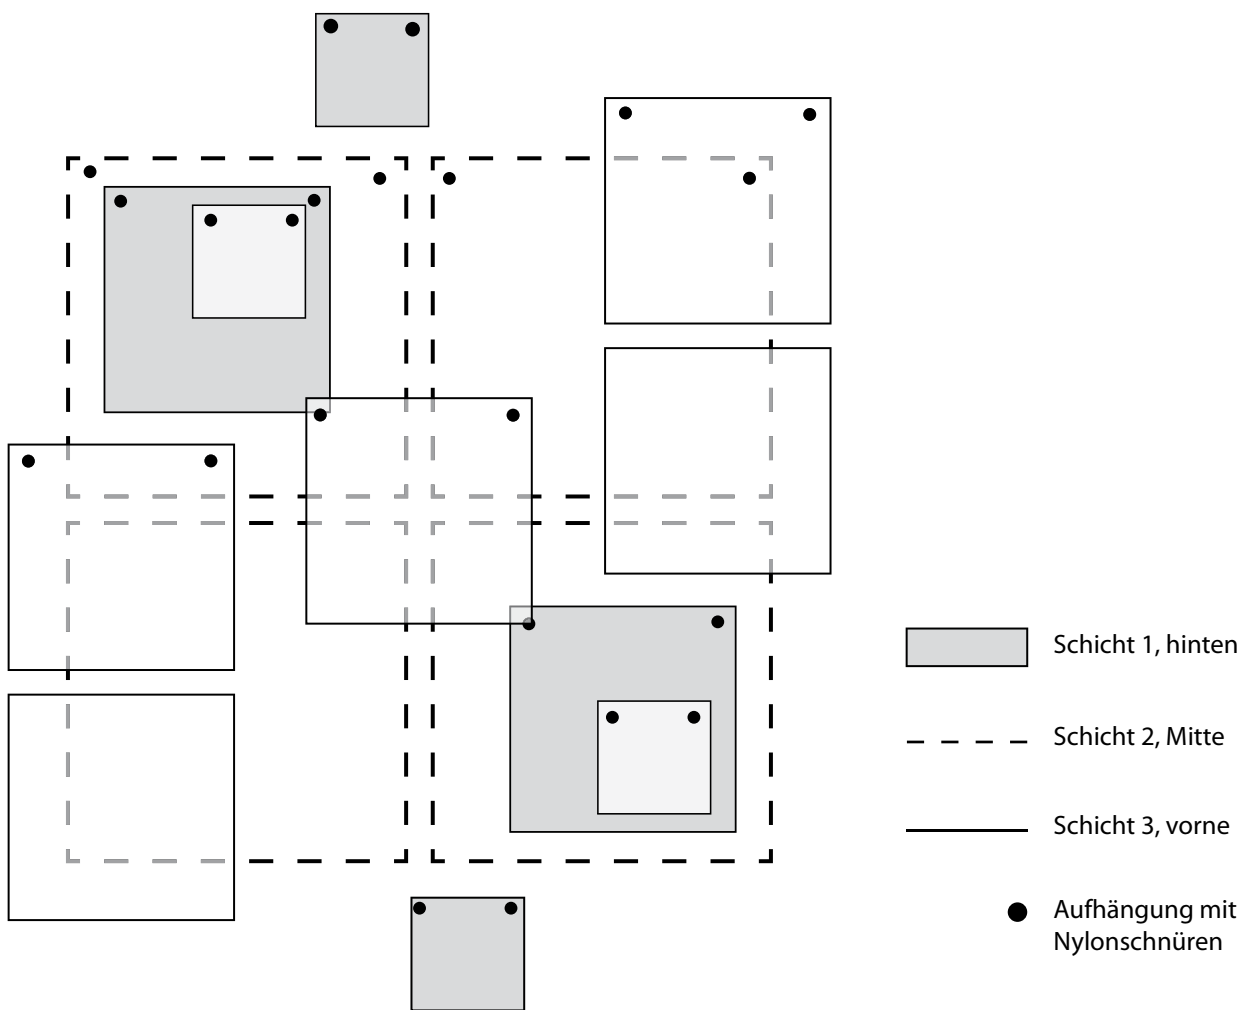 Schicht 1, hinten
Schicht 2, Mitte
Schicht 3, vorne
Aufhängung mit
Nylonschnüren